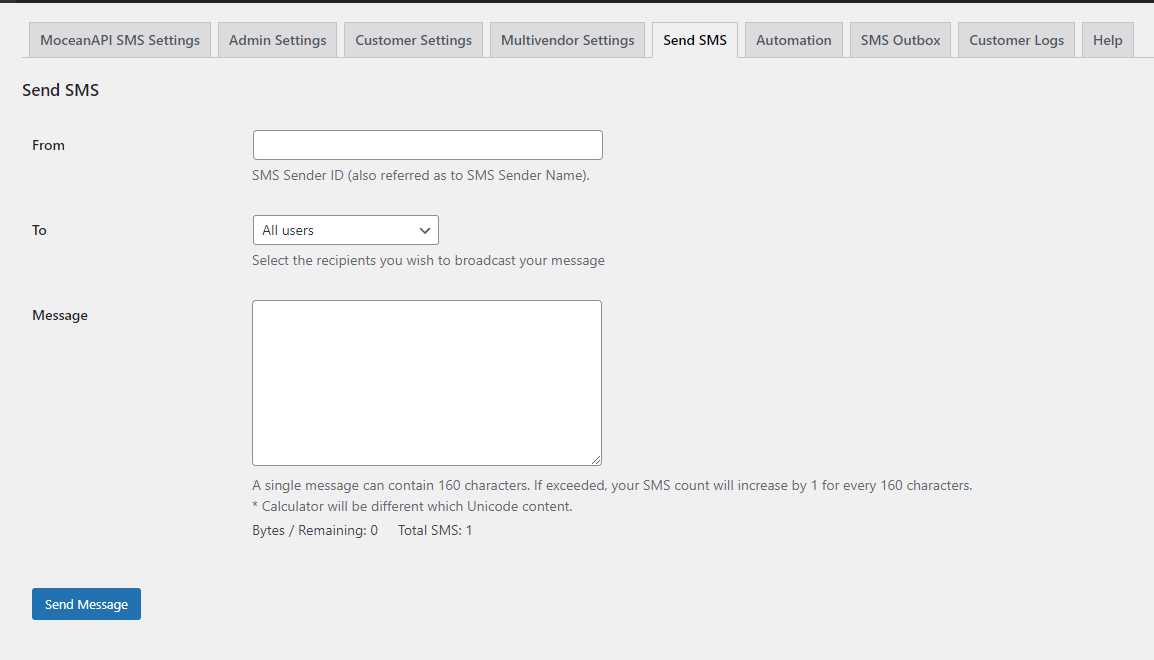 MoceanAPI SMS Settings Admin Settings Customer Settings Multivendor Settings Send SMS Automation SMS Outbox Customer Logs Help
Send SMS
From
SMS Sender ID (also referred as to SMS Sender Name).
To All users
Select the recipients you wish to broadcast your message
Message
A single message can contain 160 characters. If exceeded, your SMS count will increase by 1 for every 160 characters.
* Calculator will be different which Unicode content.
Bytes / Remaining: 0 Total SMS: 1
Send Message